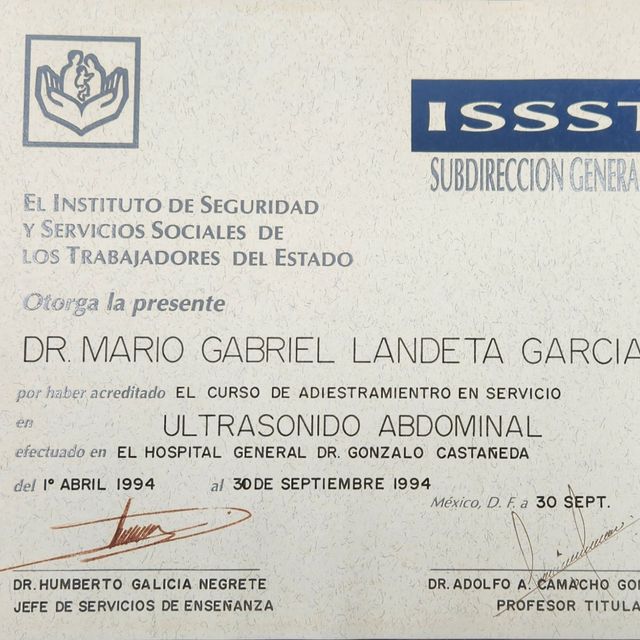 ISSST
SUBDIRECCION GENERA
EL INSTITUTO DE SEGURIDAD
Y SERVICIOS SOCIALES DE
LOS TRABAJADORES DEL ESTADO
Otorga la presente
DR. MARIO GABRIEL LANDETA GARCIA
por haber acreditado EL CURSO DE ADIESTRAMIENTRO EN SERVICIO
en ULTRASONIDO ABDOMINAL
efectuado en EL HOSPITAL GENERAL DR. GONZALO CASTAÑEDA
del 1º ABRIL 1994 al 30 DE SEPTIEMBRE 1994
México, D. F. a 30 SEPT.
DR. HUMBERTO GALICIA NEGRETE
JEFE DE SERVICIOS DE ENSEÑANZA
DR. ADOLFO A. CAMACHO GO
PROFESOR TITULA